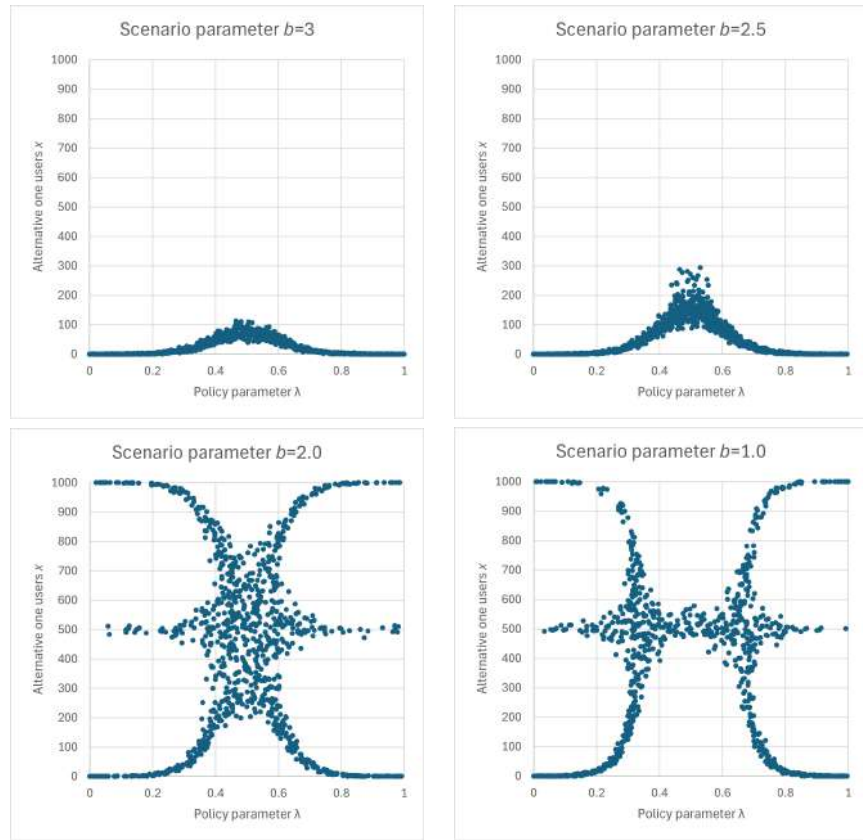 Scenario parameter b=3
1000
900
800
700
600
500
400
300
200
100
0
Alternative one users x
0 0.2 0.4 0.6 0.8 1
Policy parameter λ
Scenario parameter b=2.5
1000
900
800
700
600
500
400
300
200
100
0
Alternative one users x
0 0.2 0.4 0.6 0.8 1
Policy parameter λ
Scenario parameter b=2.0
1000
900
800
700
600
500
400
300
200
100
0
Alternative one users x
0 0.2 0.4 0.6 0.8 1
Policy parameter λ
Scenario parameter b=1.0
1000
900
800
700
600
500
400
300
200
100
0
Alternative one users x
0 0.2 0.4 0.6 0.8 1
Policy parameter λ